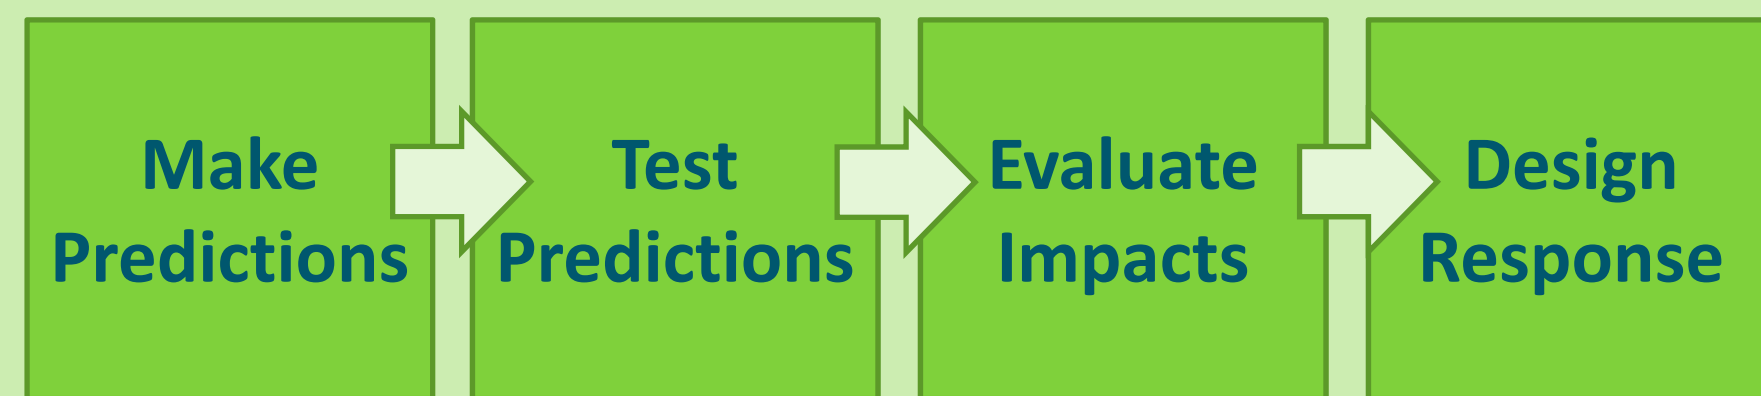 Make
Predictions
Test
Predictions
Evaluate
Impacts
Design
Response